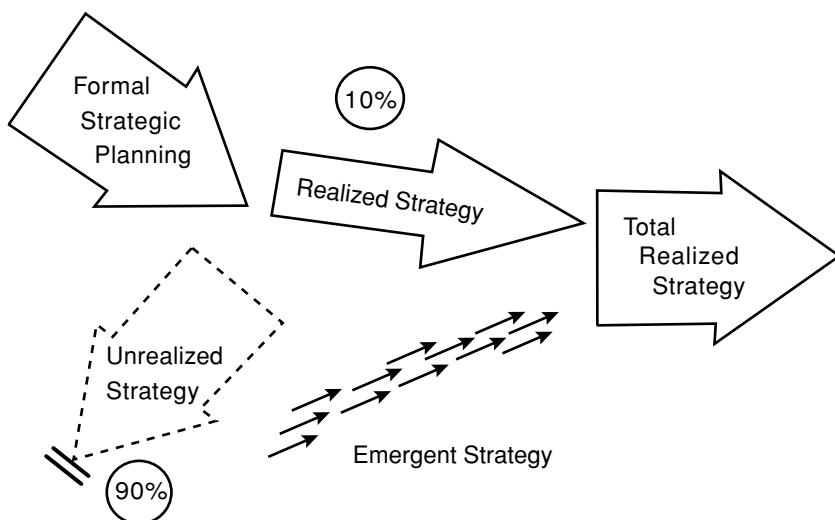 Formal
Strategic
Planning
10%
Realized Strategy
Total
Realized
Strategy
Unrealized
Strategy
Emergent Strategy
90%